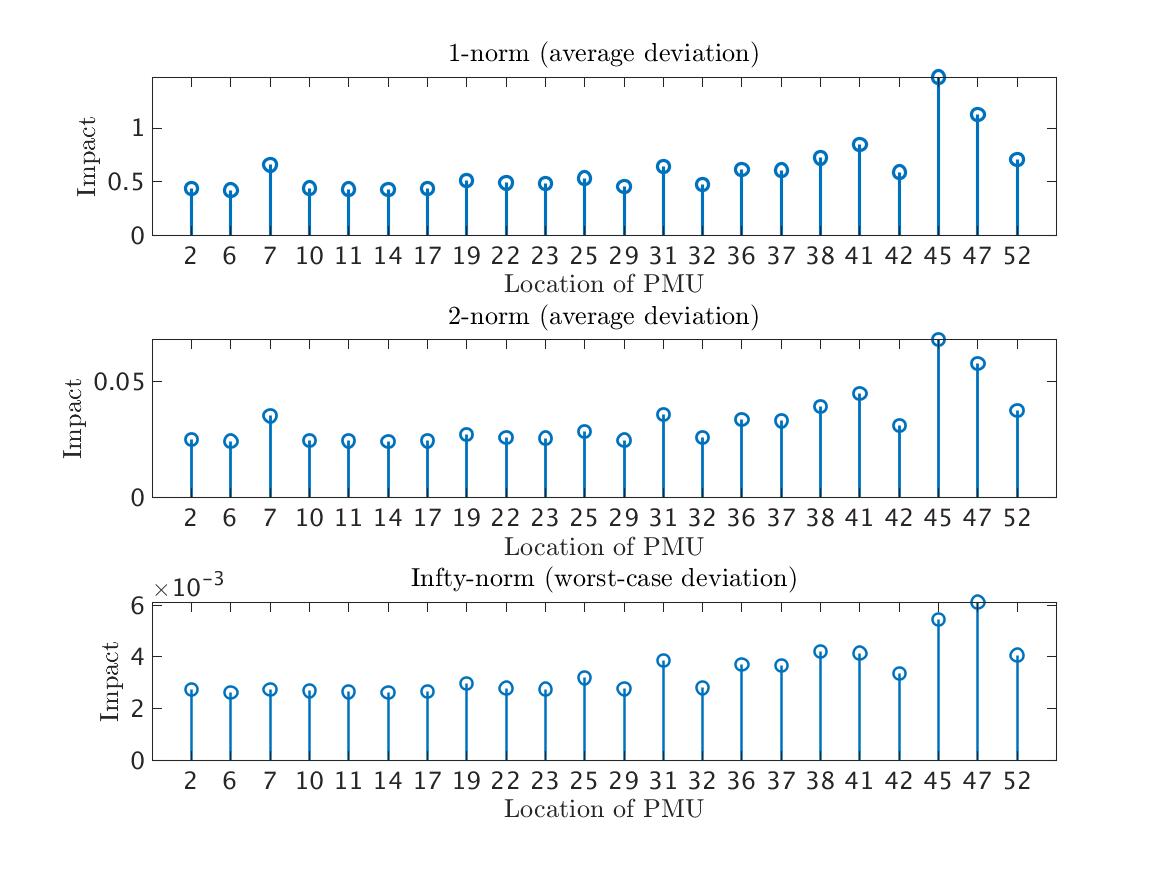 1-norm (average deviation)
Impact
1
0.5
0
2 6 7 10 11 14 17 19 22 23 25 29 31 32 36 37 38 41 42 45 47 52
Location of PMU
2-norm (average deviation)
Impact
0.05
0
2 6 7 10 11 14 17 19 22 23 25 29 31 32 36 37 38 41 42 45 47 52
Location of PMU
Infty-norm (worst-case deviation)
×10⁻³
Impact
6
4
2
0
2 6 7 10 11 14 17 19 22 23 25 29 31 32 36 37 38 41 42 45 47 52
Location of PMU